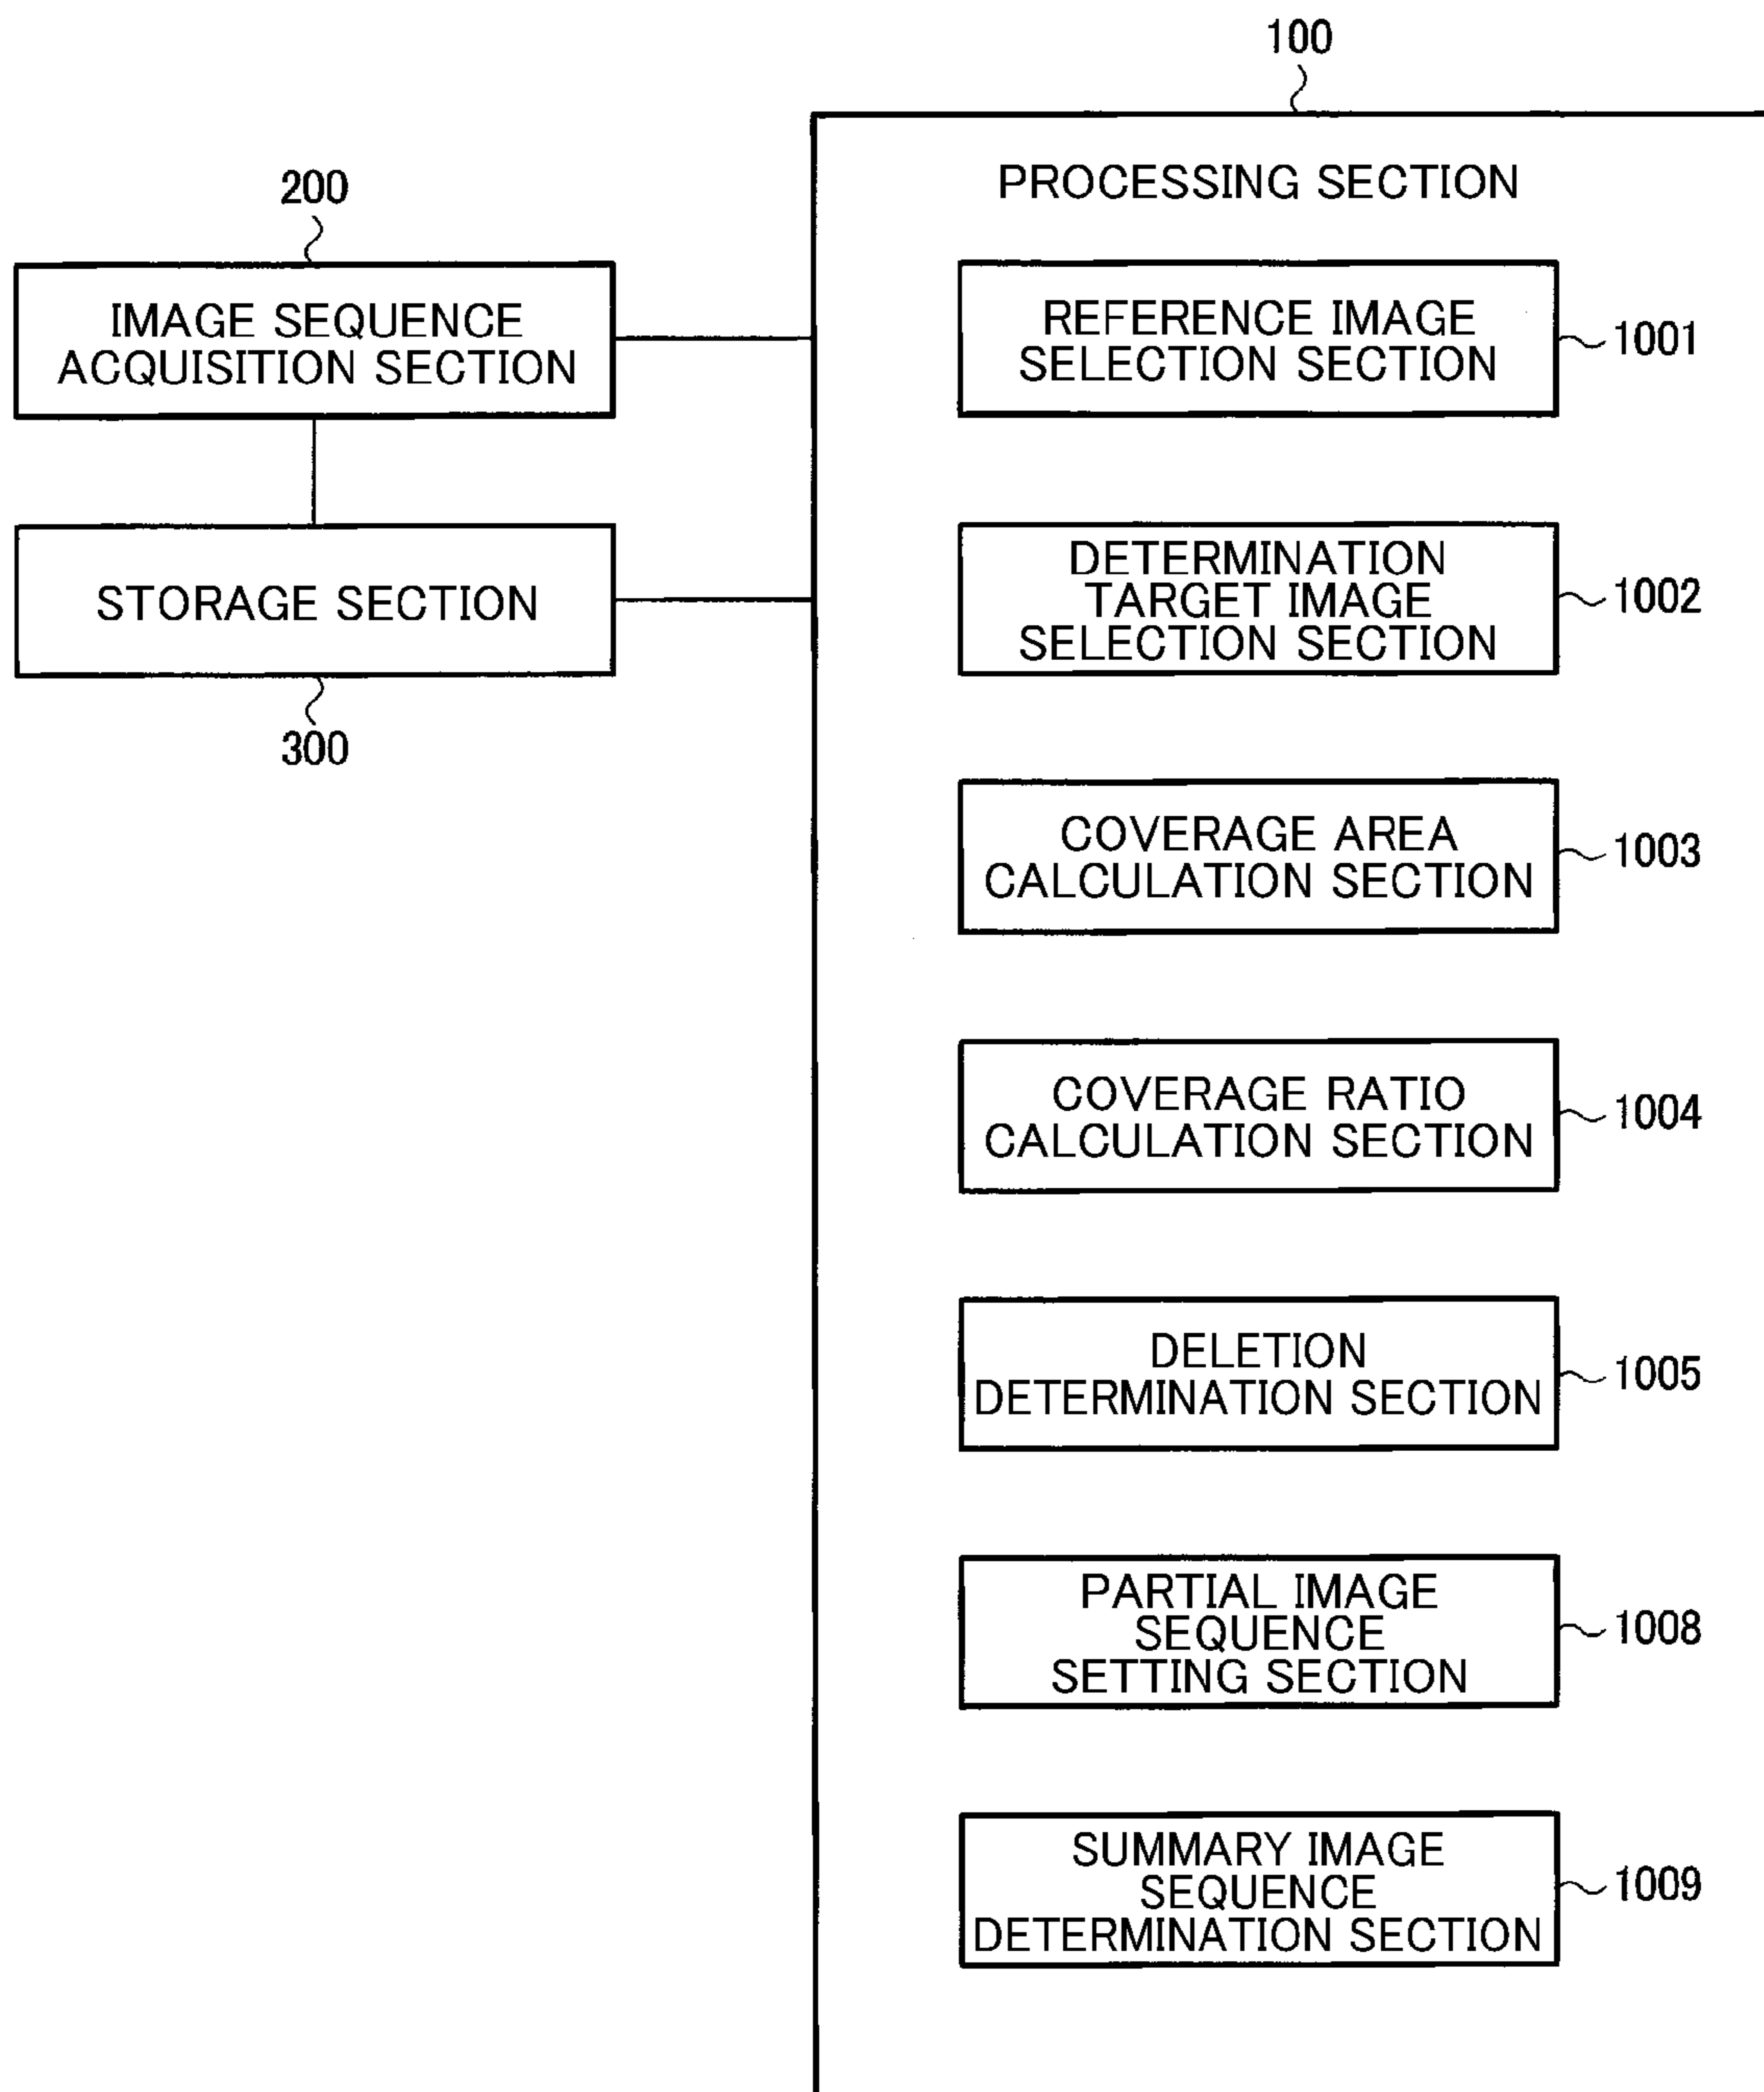 100
PROCESSING SECTION
200
IMAGE SEQUENCE
ACQUISITION SECTION
STORAGE SECTION
300
REFERENCE IMAGE
SELECTION SECTION
1001
DETERMINATION
TARGET IMAGE
SELECTION SECTION
1002
COVERAGE AREA
CALCULATION SECTION
1003
COVERAGE RATIO
CALCULATION SECTION
1004
DELETION
DETERMINATION SECTION
1005
PARTIAL IMAGE
SEQUENCE
SETTING SECTION
1008
SUMMARY IMAGE
SEQUENCE
DETERMINATION SECTION
1009